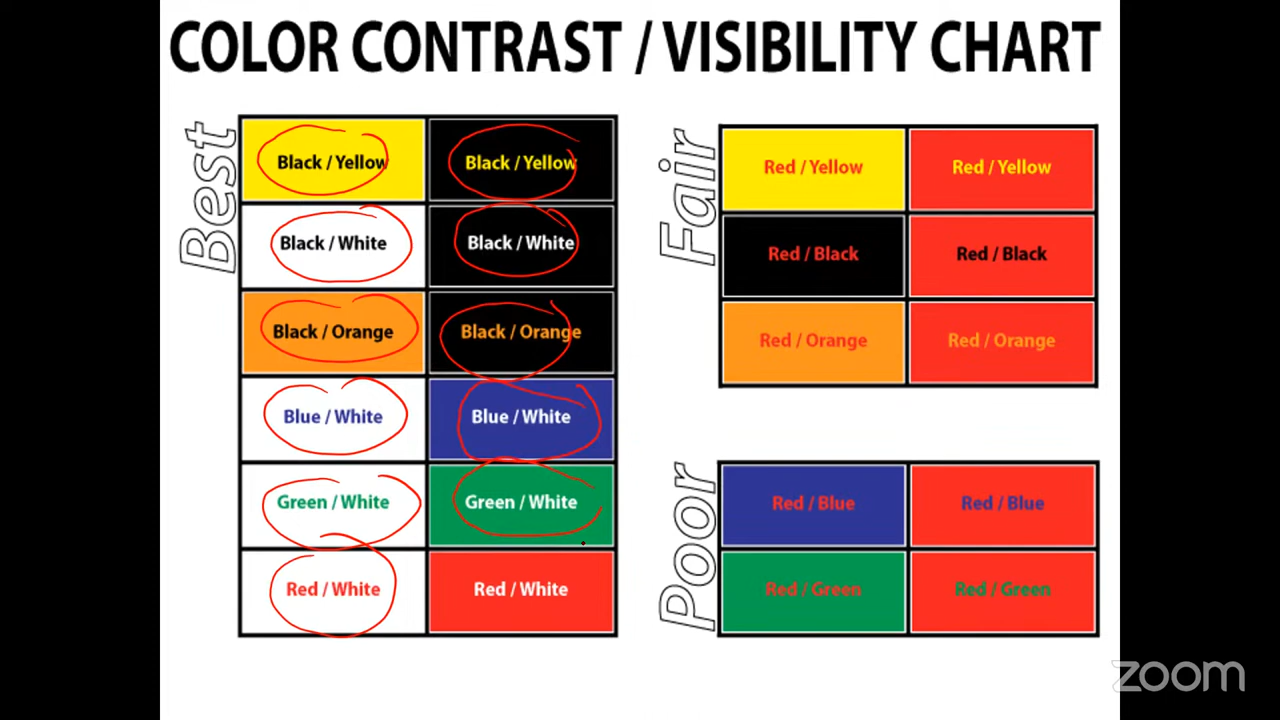 COLOR CONTRAST / VISIBILITY CHART
Best
Black / Yellow
Black / Yellow
Black / White
Black / White
Black / Orange
Black / Orange
Blue / White
Blue / White
Green / White
Green / White
Red / White
Red / White
Fair
Red / Yellow
Red / Yellow
Red / Black
Red / Black
Red / Orange
Red / Orange
Poor
Red / Blue
Red / Blue
Red / Green
Red / Green
zoom